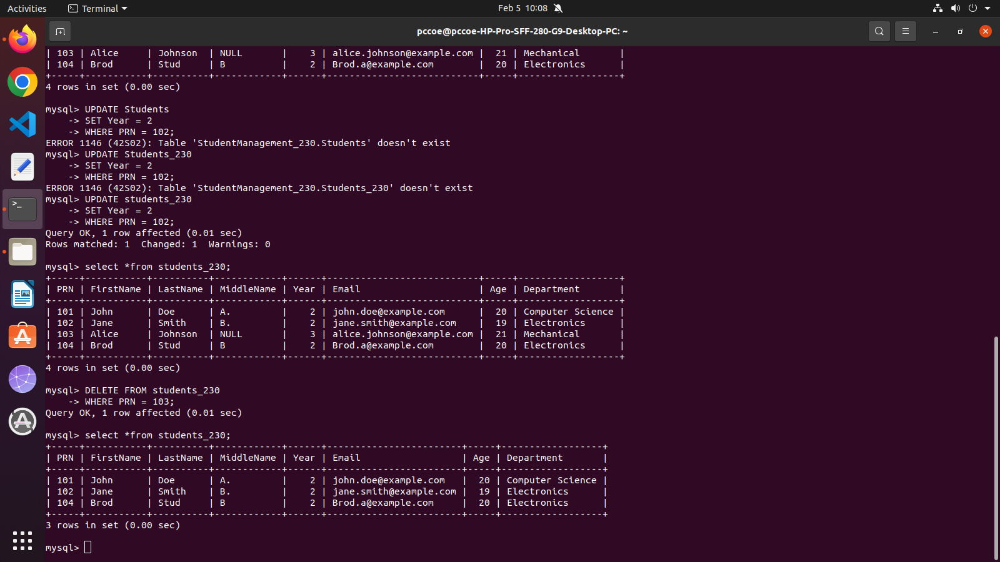 Activities Terminal Feb 5 10:08
pccoe@pccoe-HP-Pro-SFF-280-G9-Desktop-PC: ~
| 103 | Alice     | Johnson  | NULL       |    3 | alice.johnson@example.com |  21 | Mechanical       |
| 104 | Brod      | Stud     | B          |    2 | Brod.a@example.com        |  20 | Electronics      |
+-----+-----------+----------+------------+------+---------------------------+-----+------------------+
4 rows in set (0.00 sec)

mysql> UPDATE Students
    -> SET Year = 2
    -> WHERE PRN = 102;
ERROR 1146 (42S02): Table 'StudentManagement_230.Students' doesn't exist
mysql> UPDATE Students_230
    -> SET Year = 2
    -> WHERE PRN = 102;
ERROR 1146 (42S02): Table 'StudentManagement_230.Students_230' doesn't exist
mysql> UPDATE students_230
    -> SET Year = 2
    -> WHERE PRN = 102;
Query OK, 1 row affected (0.01 sec)
Rows matched: 1  Changed: 1  Warnings: 0

mysql> select *from students_230;
+-----+-----------+----------+------------+------+---------------------------+-----+------------------+
| PRN | FirstName | LastName | MiddleName | Year | Email                     | Age | Department       |
+-----+-----------+----------+------------+------+---------------------------+-----+------------------+
| 101 | John      | Doe      | A.         |    2 | john.doe@example.com      |  20 | Computer Science |
| 102 | Jane      | Smith    | B.         |    2 | jane.smith@example.com    |  19 | Electronics      |
| 103 | Alice     | Johnson  | NULL       |    3 | alice.johnson@example.com |  21 | Mechanical       |
| 104 | Brod      | Stud     | B          |    2 | Brod.a@example.com        |  20 | Electronics      |
+-----+-----------+----------+------------+------+---------------------------+-----+------------------+
4 rows in set (0.00 sec)

mysql> DELETE FROM students_230
    -> WHERE PRN = 103;
Query OK, 1 row affected (0.01 sec)

mysql> select *from students_230;
+-----+-----------+----------+------------+------+------------------------+-----+------------------+
| PRN | FirstName | LastName | MiddleName | Year | Email                  | Age | Department       |
+-----+-----------+----------+------------+------+------------------------+-----+------------------+
| 101 | John      | Doe      | A.         |    2 | john.doe@example.com   |  20 | Computer Science |
| 102 | Jane      | Smith    | B.         |    2 | jane.smith@example.com |  19 | Electronics      |
| 104 | Brod      | Stud     | B          |    2 | Brod.a@example.com     |  20 | Electronics      |
+-----+-----------+----------+------------+------+------------------------+-----+------------------+
3 rows in set (0.00 sec)

mysql>